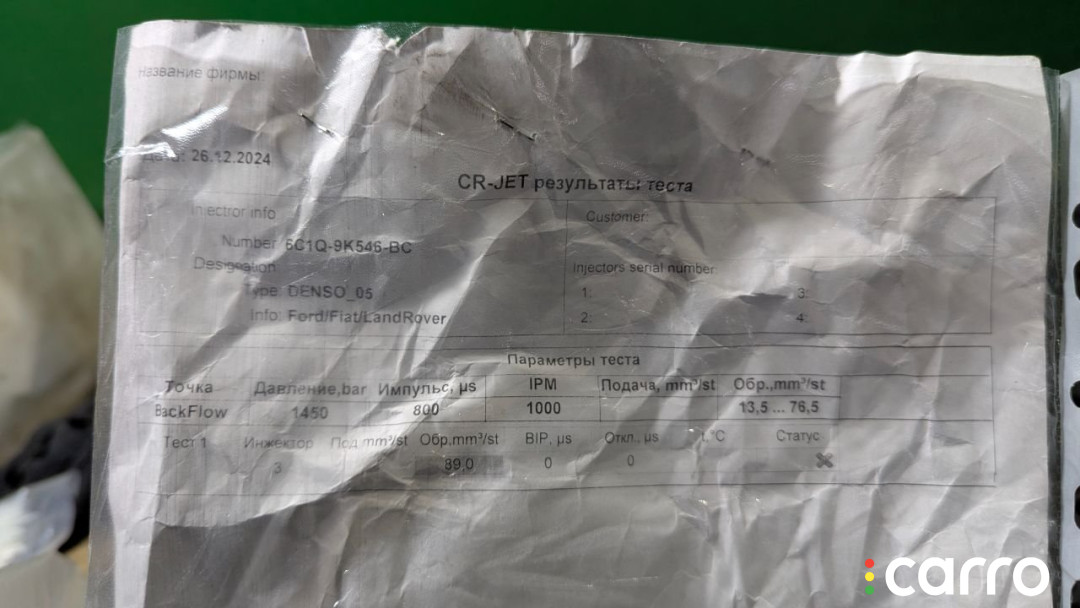 название фирмы:
Дата: 26.12.2024
CR-JET результаты теста
Injectror info
Customer:
Number 6C1Q-9K546-BC
Designation
Injectors serial number:
Type: DENSO_05
1: 3:
Info: Ford/Fiat/LandRover
2: 4:
Параметры теста
Точка Давление,bar Импульс, µs IPM Подача, mm³/st Обр.,mm³/st
BackFlow 1450 800 1000 13,5 ... 76,5
Тест 1 Инжектор Под mm³/st Обр.mm³/st BIP, µs Откл., µs t,°C Статус
3 89,0 0 0 ✖
carro